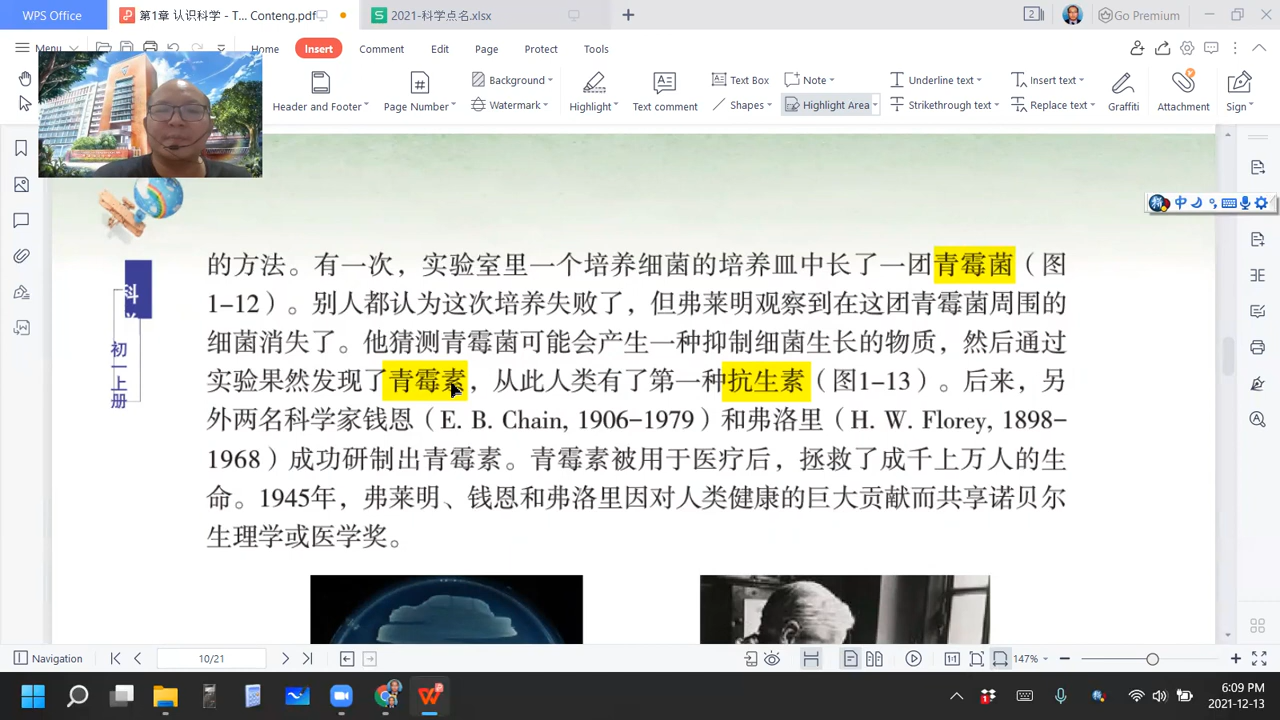 WPS Office
第1章 认识科学 - T... Conteng.pdf
2021-科学点名.xlsx
2
Go Premium
Menu
Home
Insert
Comment
Edit
Page
Protect
Tools
Header and Footer
Page Number
Background
Watermark
Highlight
Text comment
Text Box
Note
Highlight Area
Underline text
Strikethrough text
Insert text
Replace text
Graffiti
Attachment
Sign
中
科
初一上册
的方法。有一次，实验室里一个培养细菌的培养皿中长了一团青霉菌（图
1-12）。别人都认为这次培养失败了，但弗莱明观察到在这团青霉菌周围的
细菌消失了。他猜测青霉菌可能会产生一种抑制细菌生长的物质，然后通过
实验果然发现了青霉素，从此人类有了第一种抗生素（图1-13）。后来，另
外两名科学家钱恩（E. B. Chain, 1906-1979）和弗洛里（H. W. Florey, 1898-
1968）成功研制出青霉素。青霉素被用于医疗后，拯救了成千上万人的生
命。1945年，弗莱明、钱恩和弗洛里因对人类健康的巨大贡献而共享诺贝尔
生理学或医学奖。
Navigation
10/21
147%
6:09 PM
2021-12-13